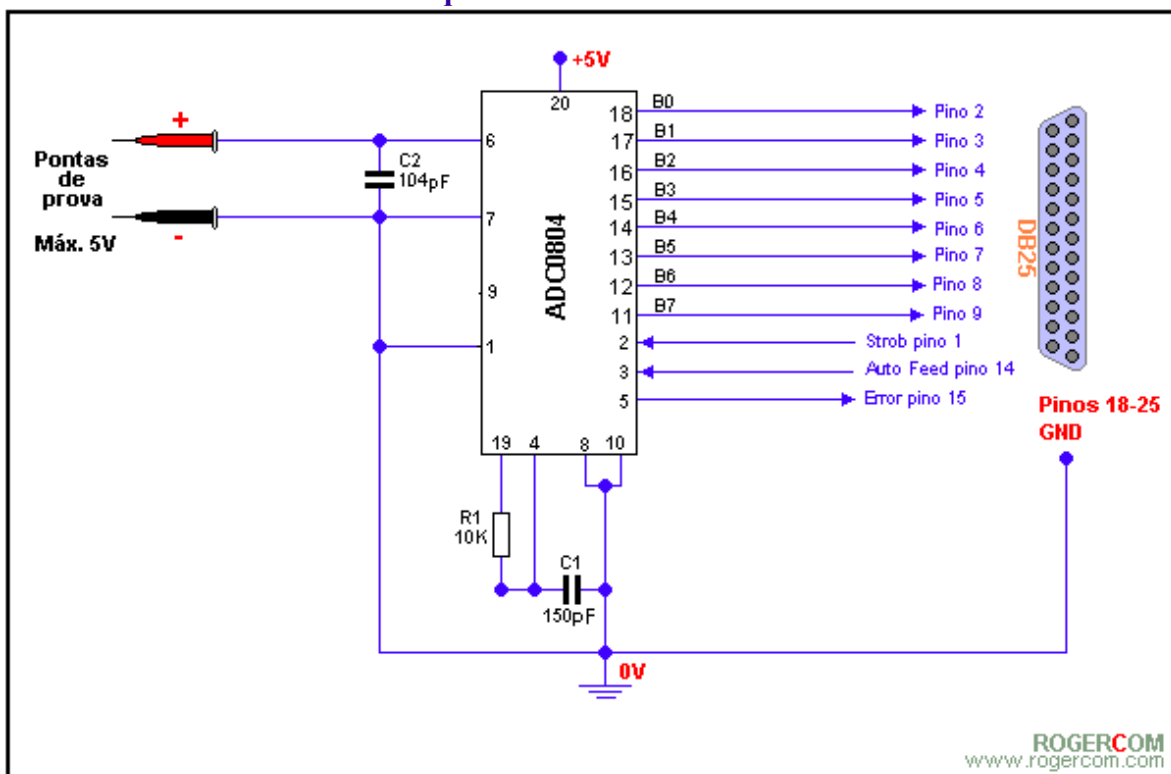 +5V
20
+
6
C2
104pF
Pontas
de
prova
7
-
Máx. 5V
9
1
ADC0804
18
B0
Pino 2
17
B1
Pino 3
16
B2
Pino 4
15
B3
Pino 5
14
B4
Pino 6
13
B5
Pino 7
12
B6
Pino 8
11
B7
Pino 9
2
Strob pino 1
3
Auto Feed pino 14
5
Error pino 15
DB25
Pinos 18-25
GND
19
4
8
10
R1
10K
C1
150pF
0V
ROGERCOM
www.rogercom.com